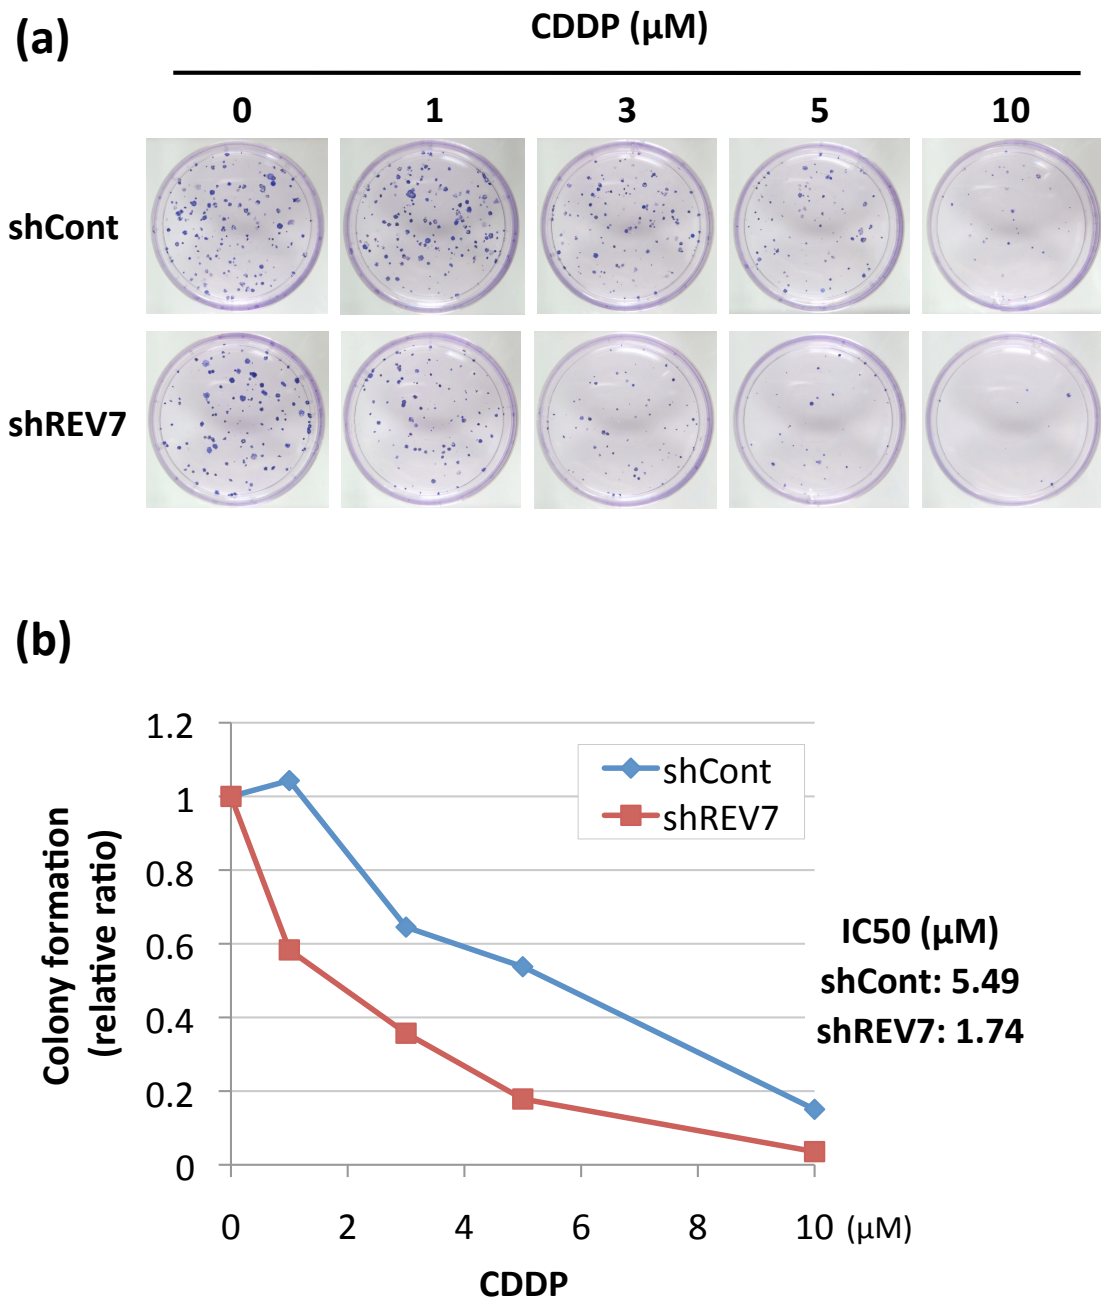 (a)
CDDP (μM)
0 1 3 5 10
shCont
shREV7
(b)
1.2
1
0.8
0.6
0.4
0.2
0
Colony formation
(relative ratio)
shCont
shREV7
IC50 (μM)
shCont: 5.49
shREV7: 1.74
0 2 4 6 8 10 (μM)
CDDP